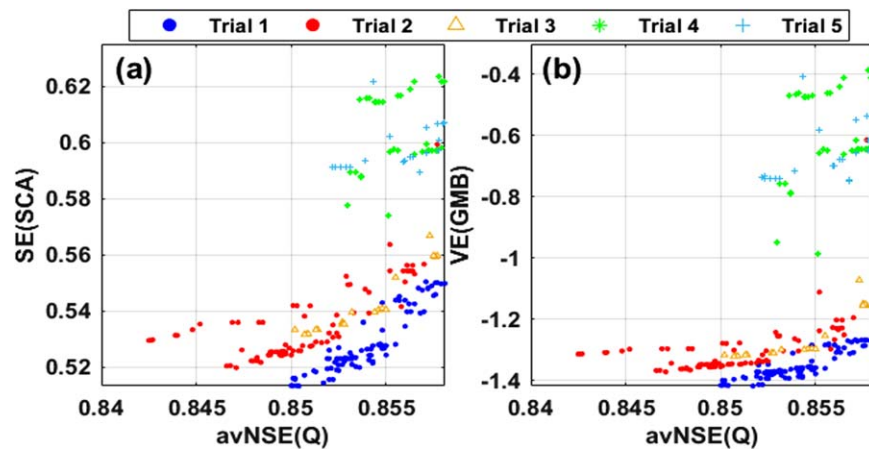 Trial 1 Trial 2 Trial 3 Trial 4 Trial 5
(a)
SE(SCA)
0.62
0.6
0.58
0.56
0.54
0.52
0.84 0.845 0.85 0.855
avNSE(Q)
(b)
VE(GMB)
-0.4
-0.6
-0.8
-1
-1.2
-1.4
0.84 0.845 0.85 0.855
avNSE(Q)